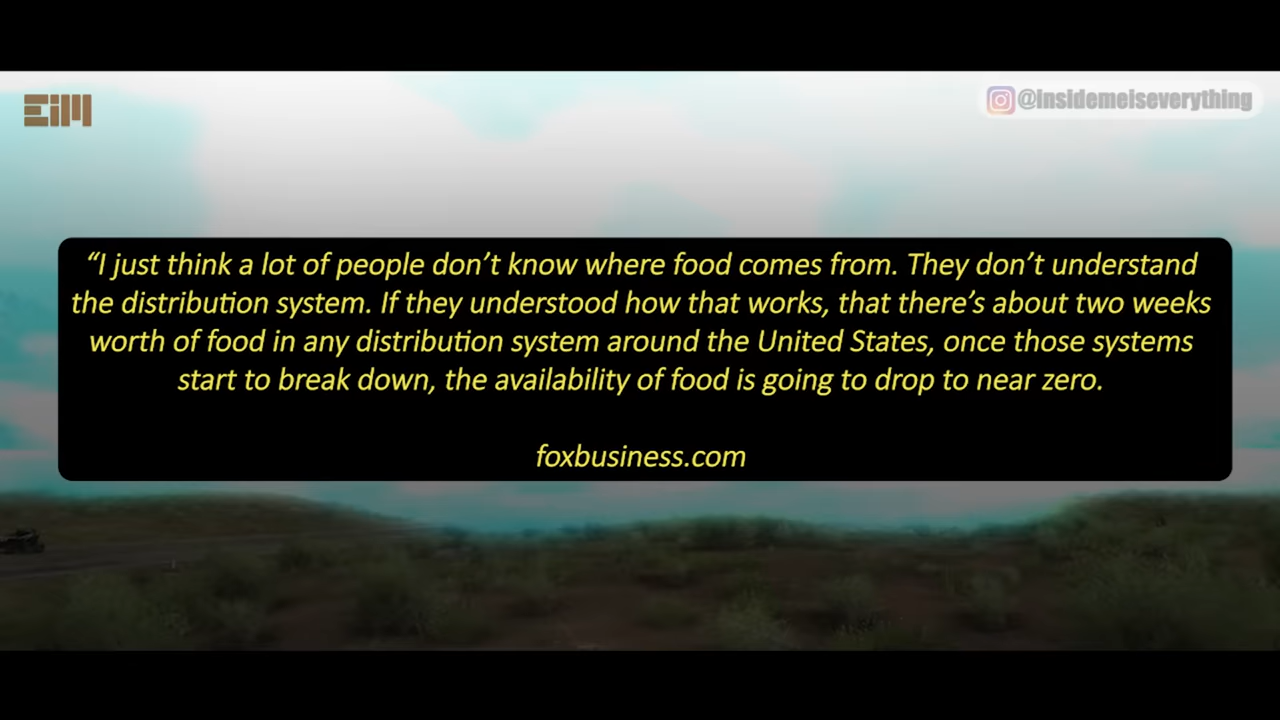 EiM
@insidemeiseverything
“I just think a lot of people don’t know where food comes from. They don’t understand
the distribution system. If they understood how that works, that there’s about two weeks
worth of food in any distribution system around the United States, once those systems
start to break down, the availability of food is going to drop to near zero.
foxbusiness.com